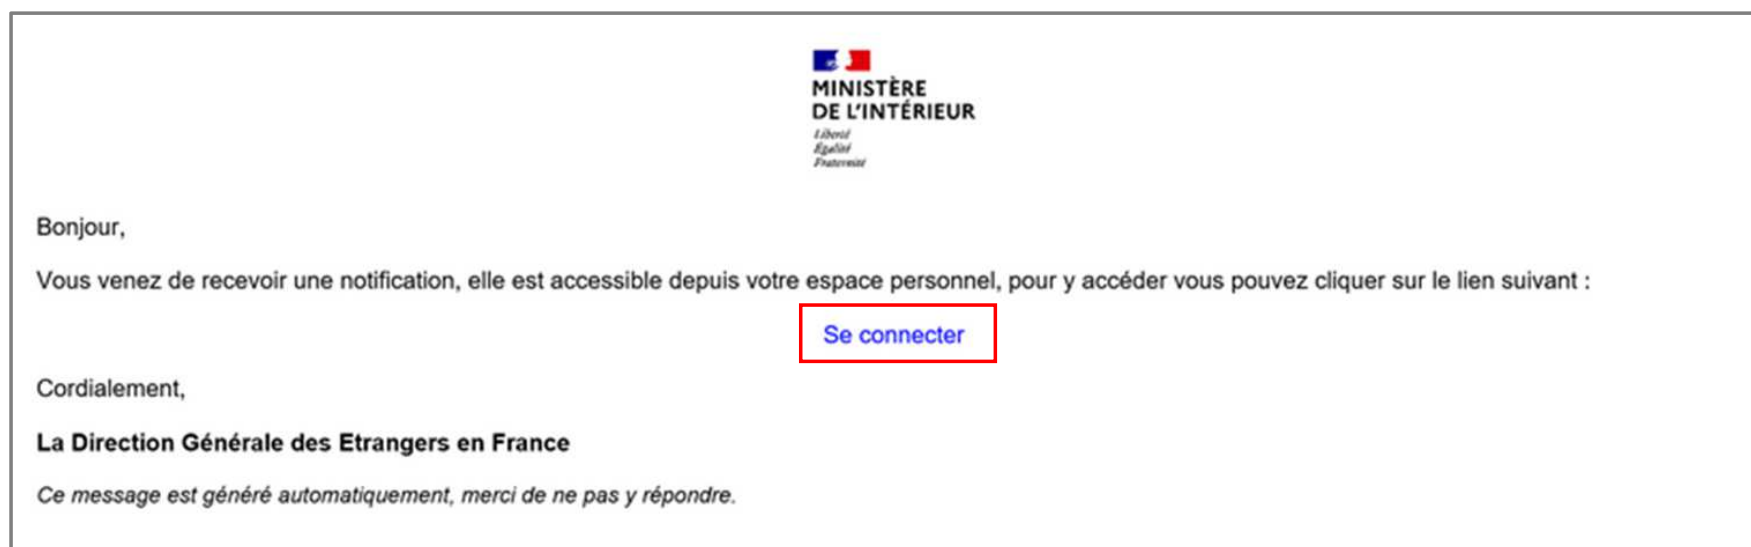 MINISTÈRE
DE L'INTÉRIEUR
Liberté
Égalité
Fraternité
Bonjour,
Vous venez de recevoir une notification, elle est accessible depuis votre espace personnel, pour y accéder vous pouvez cliquer sur le lien suivant :
Se connecter
Cordialement,
La Direction Générale des Etrangers en France
Ce message est généré automatiquement, merci de ne pas y répondre.